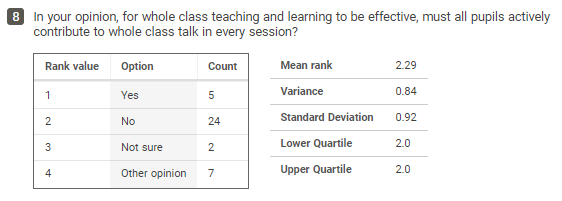 8 In your opinion, for whole class teaching and learning to be effective, must all pupils actively
contribute to whole class talk in every session?
Rank value Option Count
1 Yes 5
2 No 24
3 Not sure 2
4 Other opinion 7
Mean rank 2.29
Variance 0.84
Standard Deviation 0.92
Lower Quartile 2.0
Upper Quartile 2.0